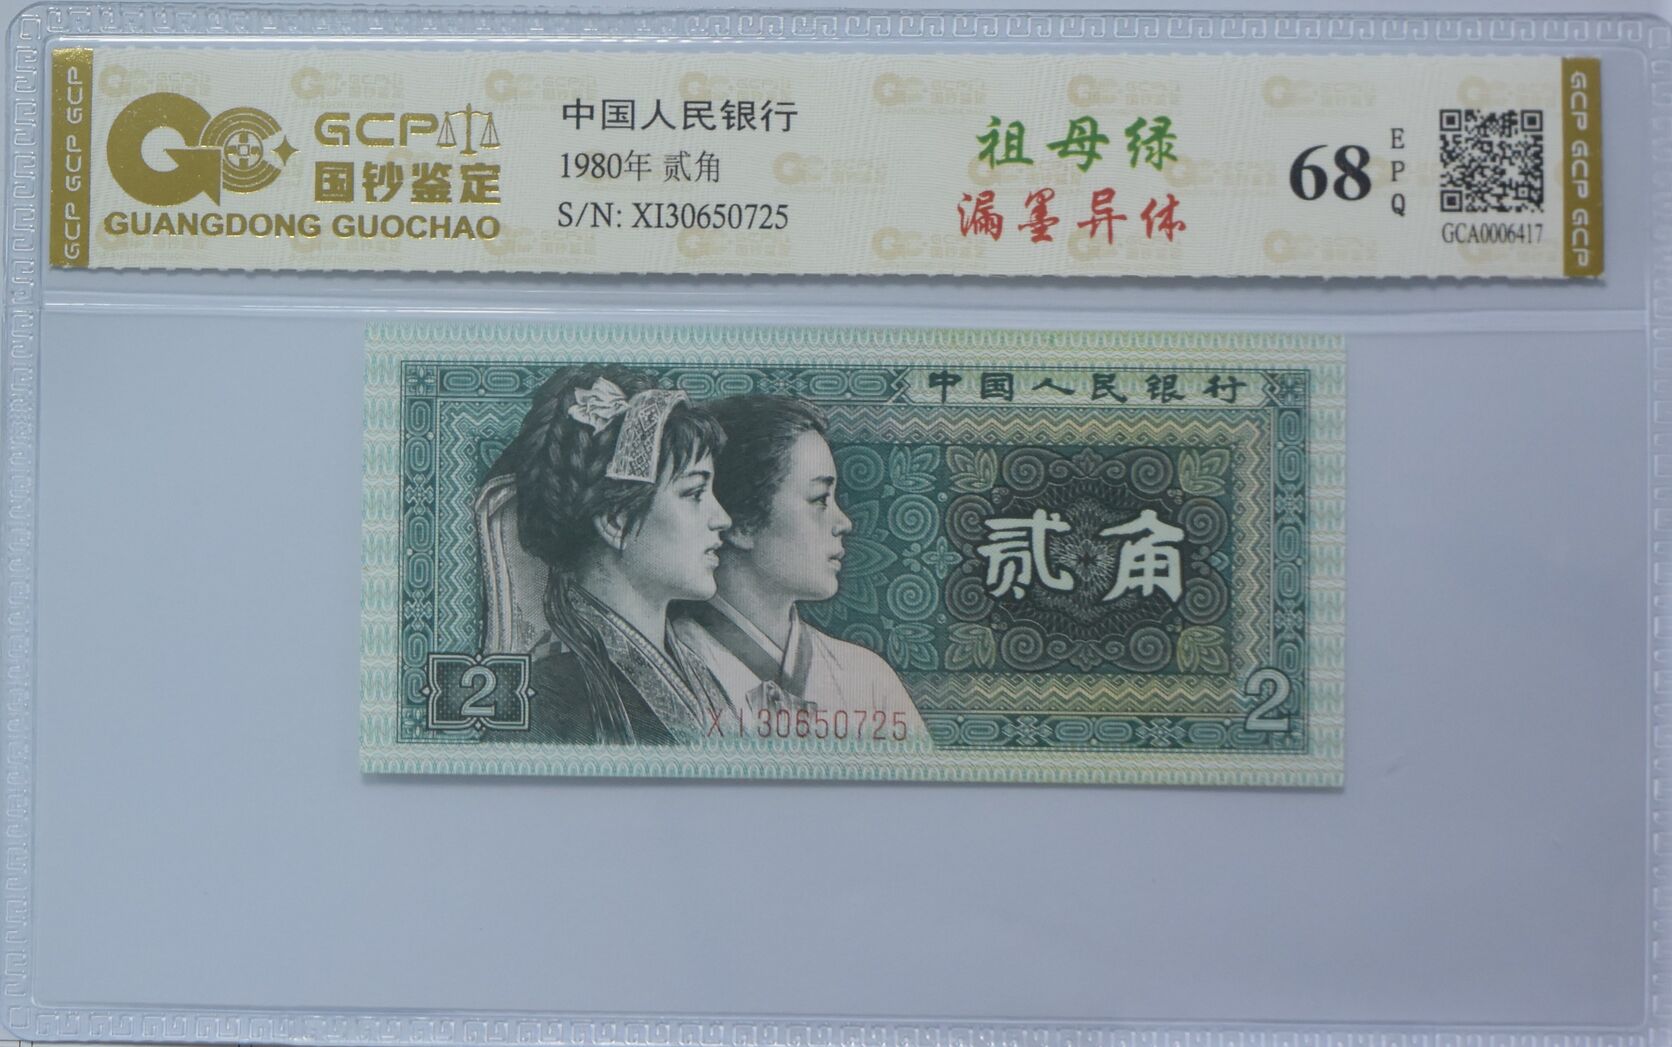 GCP GCP GCP
GCP
国钞鉴定
GUANGDONG GUOCHAO
中国人民银行
1980年 贰角
S/N: XI30650725
祖母绿
漏墨异体
68
EPQ
GCA0006417
GCP GCP GCP
中国人民银行
贰角
2
2
XI30650725